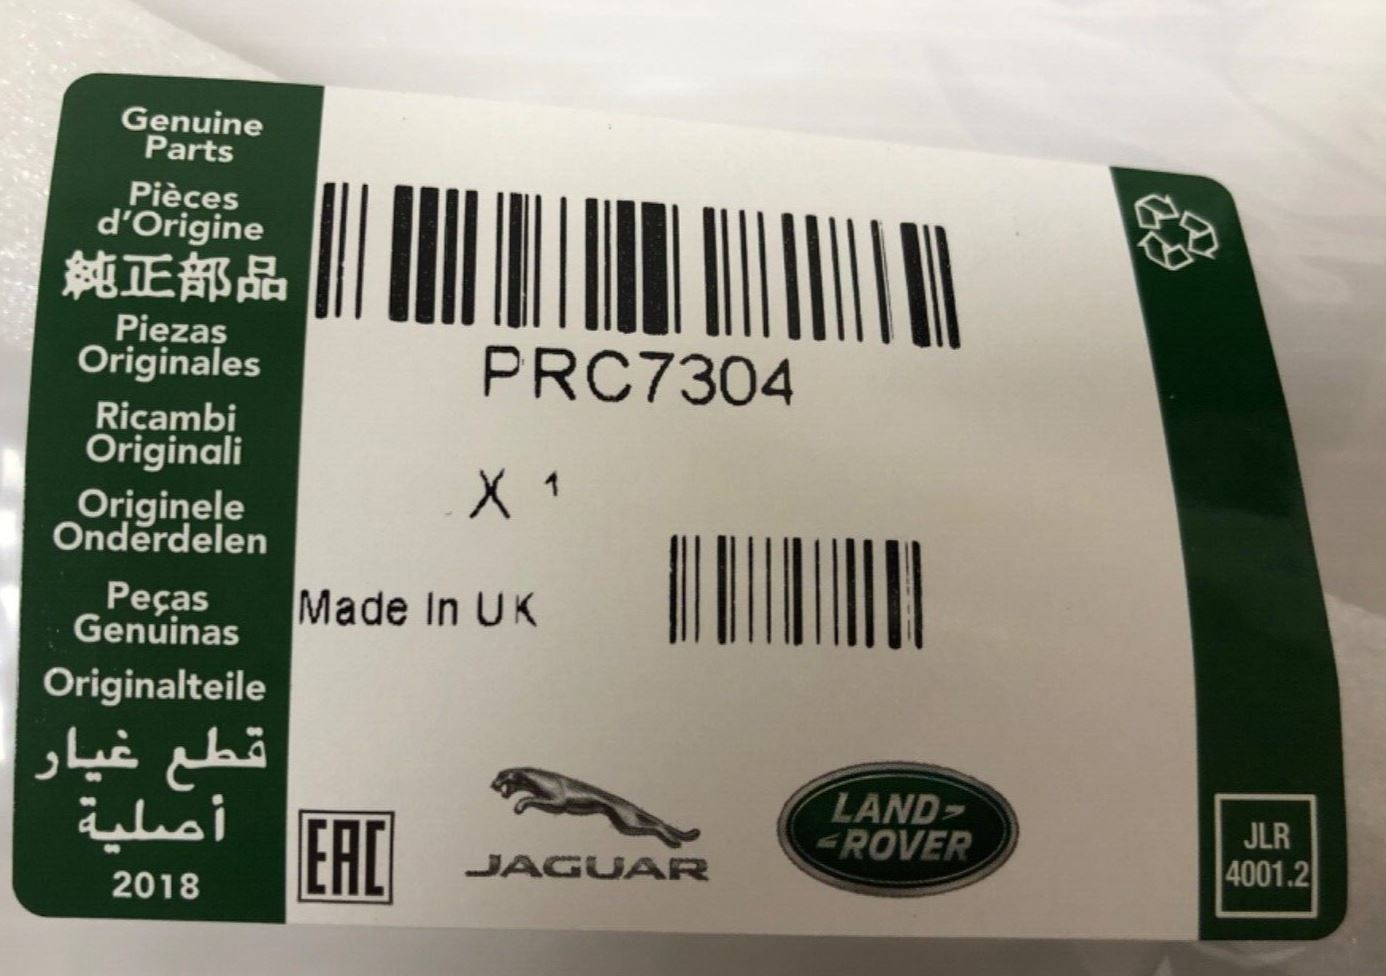 Genuine
Parts
Pièces
d'Origine
純正部品
Piezas
Originales
Ricambi
Originali
Originele
Onderdelen
Peças
Genuinas
Originalteile
قطع غيار
أصلية
2018
PRC7304
X 1
Made In UK
EAC
JAGUAR
LAND-
-ROVER
JLR
4001.2